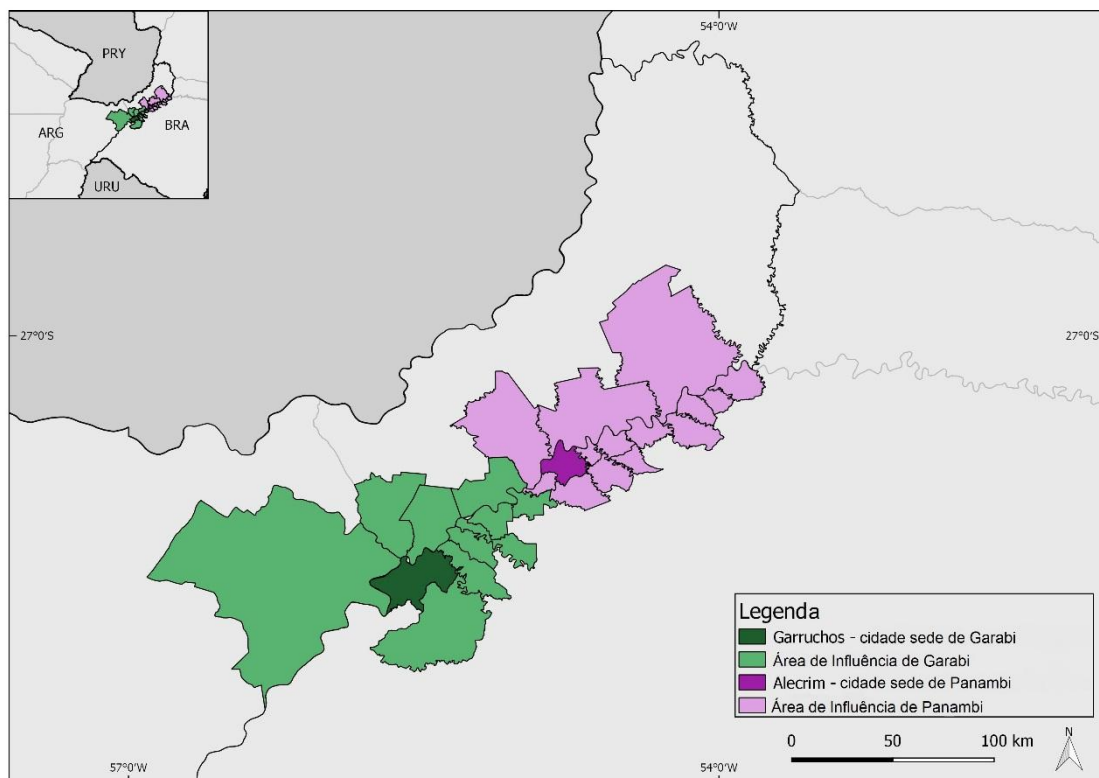 54°0'W
PRY
ARG
BRA
URU
27°0'S
27°0'S
Legenda
Garruchos - cidade sede de Garabi
Área de Influência de Garabi
Alecrim - cidade sede de Panambi
Área de Influência de Panambi
0 50 100 km
N
57°0'W
54°0'W